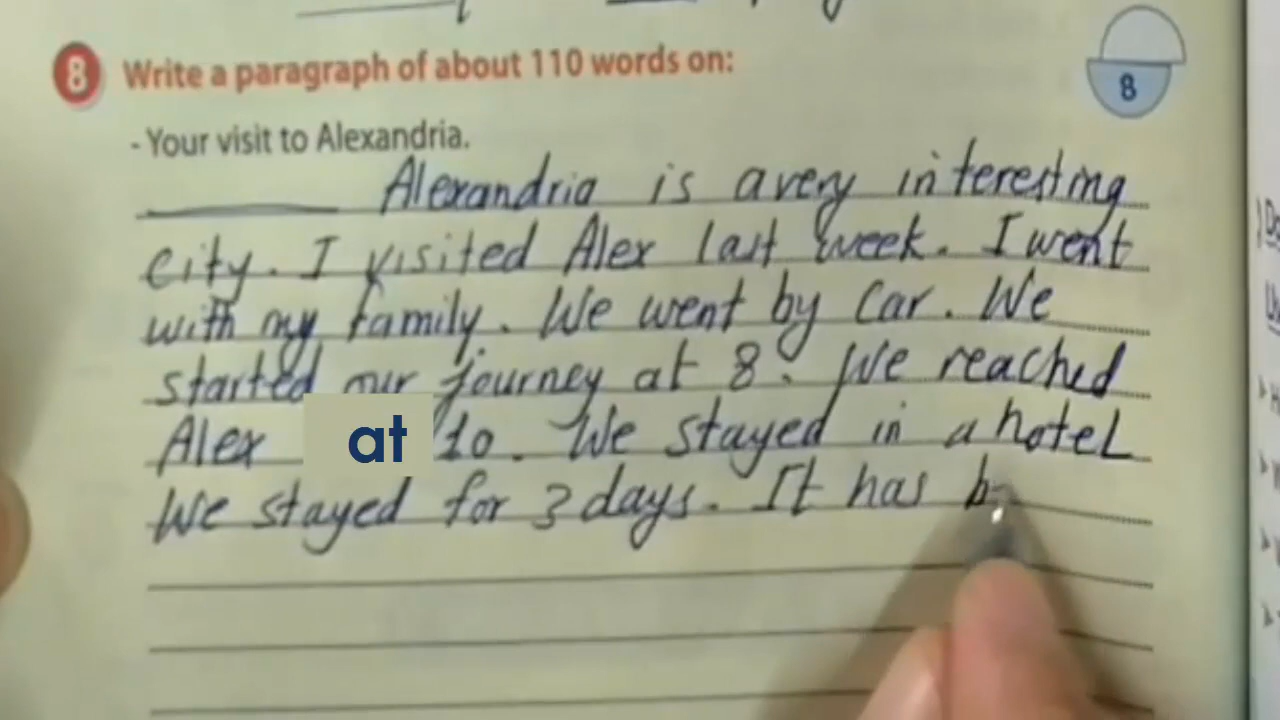 8 Write a paragraph of about 110 words on:
8
- Your visit to Alexandria.
Alexandria is a very interesting
city. I visited Alex last week. I went
with my family. We went by car. We
started our journey at 8. We reached
Alex at 10. We stayed in a hotel
We stayed for 3 days. It has